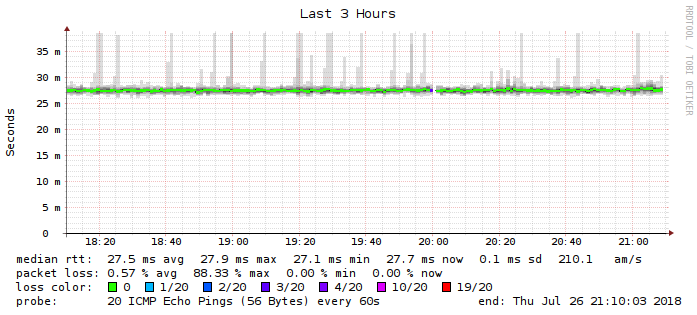 Last 3 Hours
RRDTOOL / TOBI OETIKER
Seconds
35 m
30 m
25 m
20 m
15 m
10 m
5 m
0
18:20 18:40 19:00 19:20 19:40 20:00 20:20 20:40 21:00
median rtt: 27.5 ms avg 27.9 ms max 27.1 ms min 27.7 ms now 0.1 ms sd 210.1 am/s
packet loss: 0.57 % avg 88.33 % max 0.00 % min 0.00 % now
loss color: 0 1/20 2/20 3/20 4/20 10/20 19/20
probe: 20 ICMP Echo Pings (56 Bytes) every 60s end: Thu Jul 26 21:10:03 2018